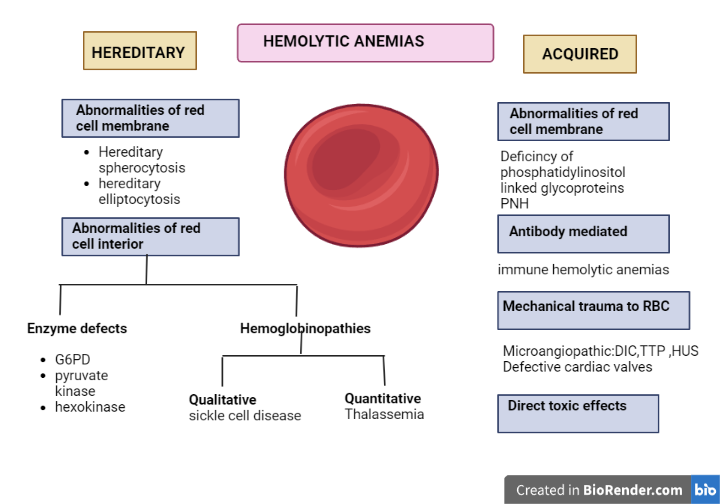 HEMOLYTIC ANEMIAS
HEREDITARY
Abnormalities of red
cell membrane
• Hereditary
spherocytosis
• hereditary
elliptocytosis
Abnormalities of red
cell interior
Enzyme defects
• G6PD
• pyruvate
kinase
• hexokinase
Hemoglobinopathies
Qualitative
sickle cell disease
Quantitative
Thalassemia
ACQUIRED
Abnormalities of red
cell membrane
Deficincy of
phosphatidylinositol
linked glycoproteins
PNH
Antibody mediated
immune hemolytic anemias
Mechanical trauma to RBC
Microangiopathic:DIC,TTP ,HUS
Defective cardiac valves
Direct toxic effects
Created in BioRender.com bio